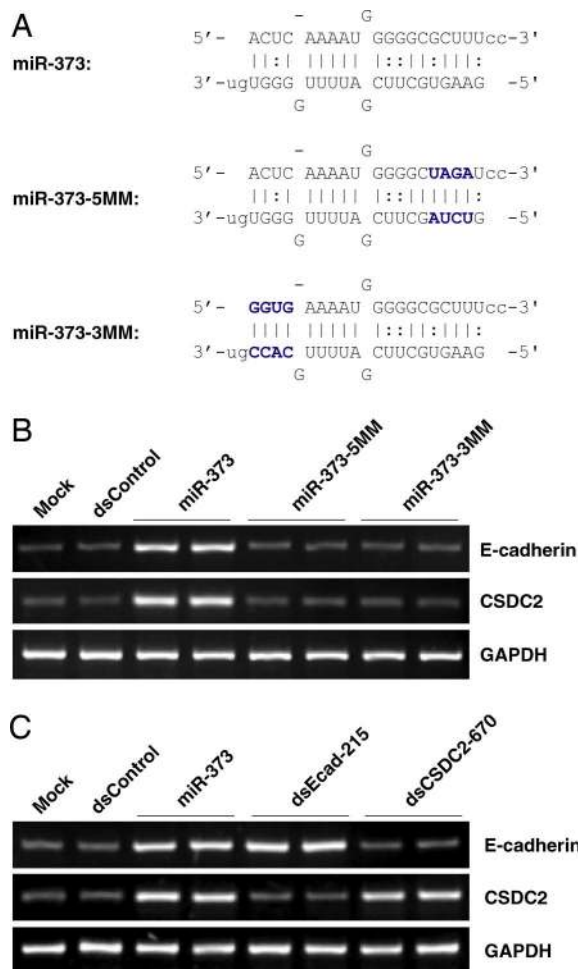 A
- G
5'- ACUC AAAAU GGGGCGCUUUcc-3'
miR-373: ||:| ||||| |::||:|||:
3'-ugUGGG UUUUA CUUCGUGAAG -5'
G G
- G
5'- ACUC AAAAU GGGGCUAGAUcc-3'
miR-373-5MM: ||:| ||||| |::||||||:
3'-ugUGGG UUUUA CUUCGAUCUG -5'
G G
- G
5'- GGUG AAAAU GGGGCGCUUUcc-3'
miR-373-3MM: |||| ||||| |::||:|||:
3'-ugCCAC UUUUA CUUCGUGAAG -5'
G G
B
Mock dsControl miR-373 miR-373-5MM miR-373-3MM
E-cadherin
CSDC2
GAPDH
C
Mock dsControl miR-373 dsEcad-215 dsCSDC2-670
E-cadherin
CSDC2
GAPDH